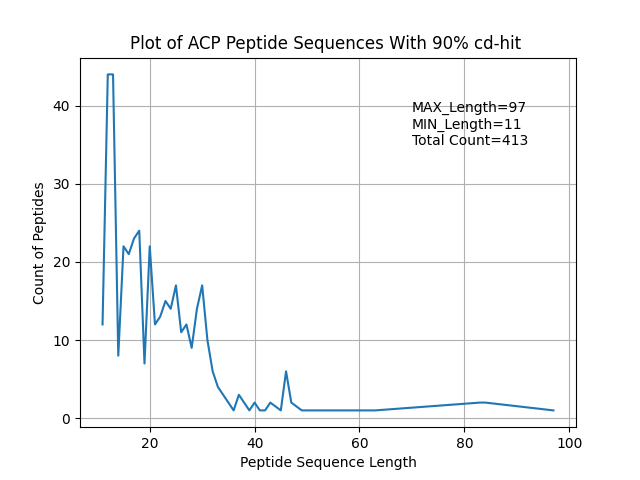 Plot of ACP Peptide Sequences With 90% cd-hit
MAX_Length=97
MIN_Length=11
Total Count=413
Count of Peptides
40
30
20
10
0
20 40 60 80 100
Peptide Sequence Length